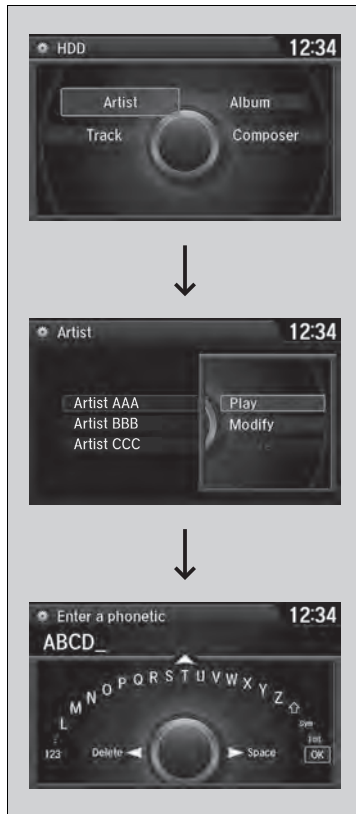 HDD 12:34
Artist Album
Track Composer
Artist 12:34
Artist AAA Play
Artist BBB Modify
Artist CCC
Enter a phonetic 12:34
ABCD_
L M N O P Q R S T U V W X Y Z
Sym
Int.
123 Delete Space OK